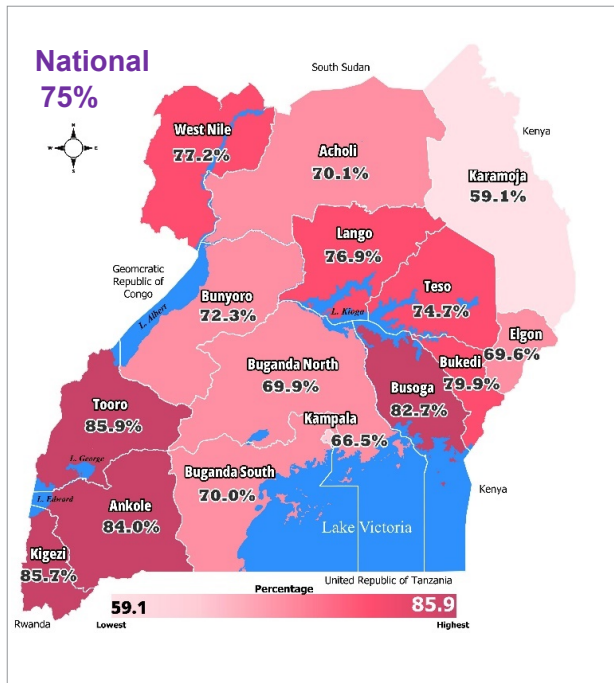 National
75%
South Sudan
N
W E
S
West Nile
77.2%
Acholi
70.1%
Kenya
Karamoja
59.1%
Lango
76.9%
Geomcratic
Republic of
Congo
L. Albert
Bunyoro
72.3%
Teso
74.7%
L. Kioga
Elgon
69.6%
Bukedi
79.9%
Buganda North
69.9%
Busoga
82.7%
Tooro
85.9%
Kampala
66.5%
L. George
Buganda South
70.0%
L. Edward
Ankole
84.0%
Kenya
Lake Victoria
Kigezi
85.7%
United Republic of Tanzania
Percentage
59.1 85.9
Lowest Highest
Rwanda